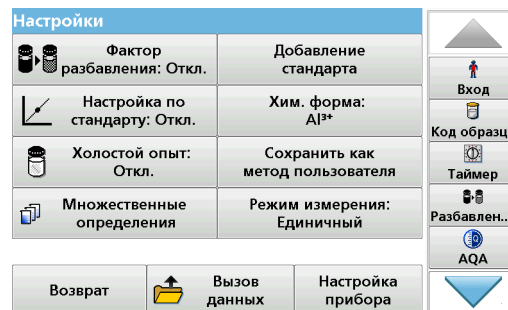 Настройки
Фактор
разбавления: Откл.
Добавление
стандарта
Настройка по
стандарту: Откл.
Хим. форма:
Al³⁺
Холостой опыт:
Откл.
Сохранить как
метод пользователя
Множественные
определения
Режим измерения:
Единичный
Возврат
Вызов
данных
Настройка
прибора
Вход
Код образц
Таймер
Разбавлен..
AQA